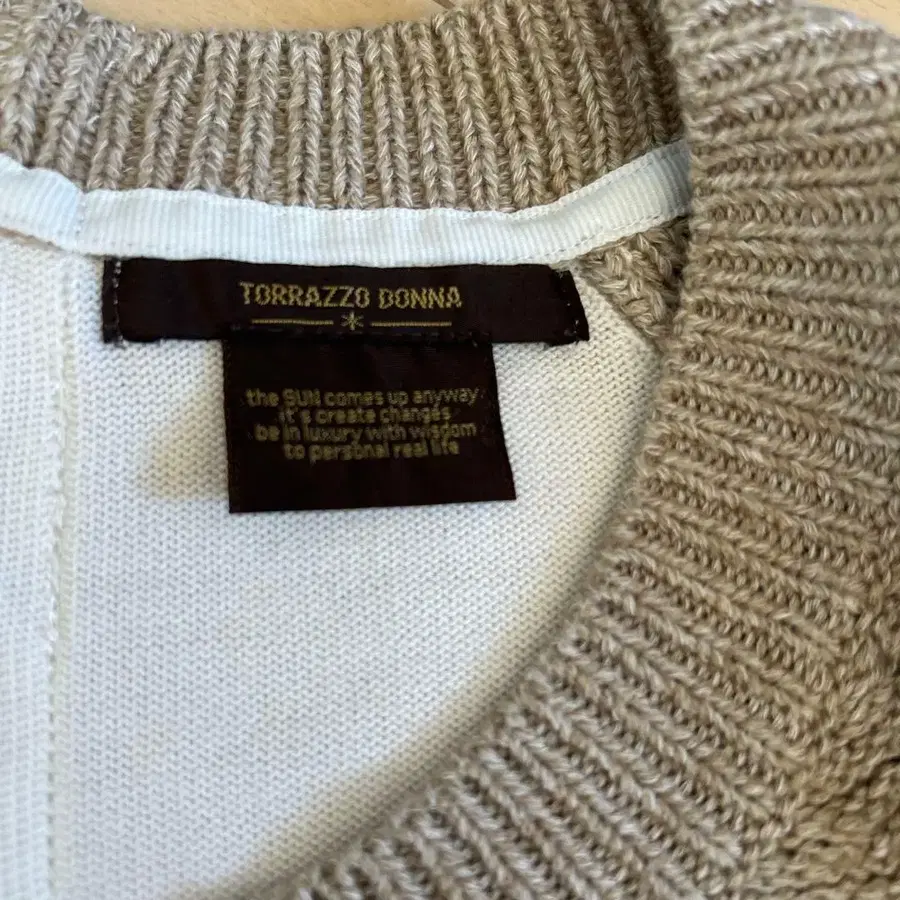 TORRAZZO DONNA
the SUN comes up anyway
it's create changes
be in luxury with wisdom
to personal real life